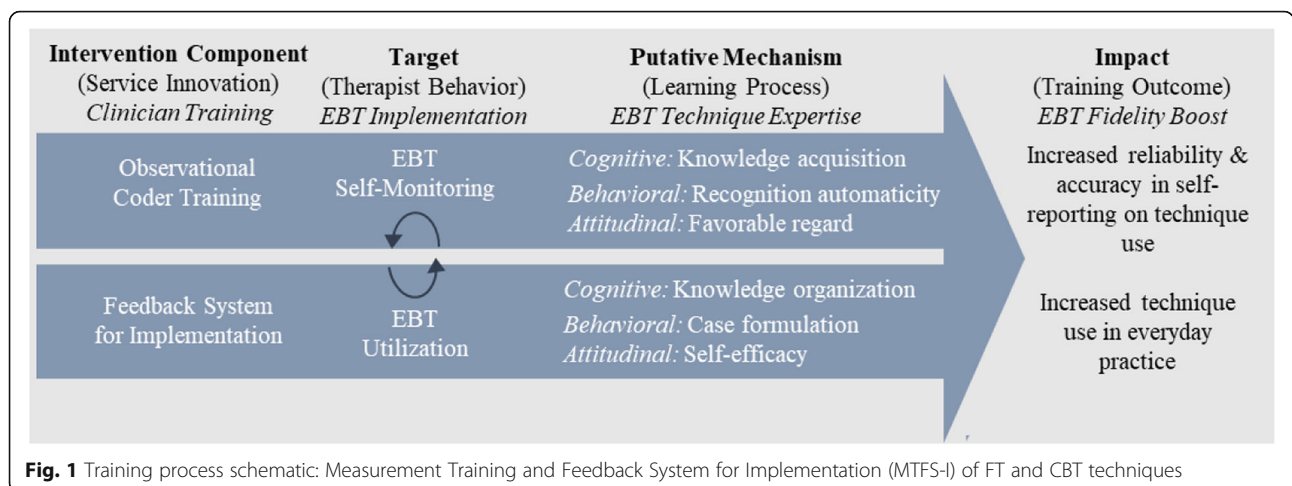 Intervention Component
(Service Innovation)
Clinician Training
Target
(Therapist Behavior)
EBT Implementation
Putative Mechanism
(Learning Process)
EBT Technique Expertise
Impact
(Training Outcome)
EBT Fidelity Boost
Observational
Coder Training
EBT
Self-Monitoring
Cognitive: Knowledge acquisition
Behavioral: Recognition automaticity
Attitudinal: Favorable regard
Increased reliability &
accuracy in self-
reporting on technique
use
Feedback System
for Implementation
EBT
Utilization
Cognitive: Knowledge organization
Behavioral: Case formulation
Attitudinal: Self-efficacy
Increased technique
use in everyday
practice
Fig. 1 Training process schematic: Measurement Training and Feedback System for Implementation (MTFS-I) of FT and CBT techniques